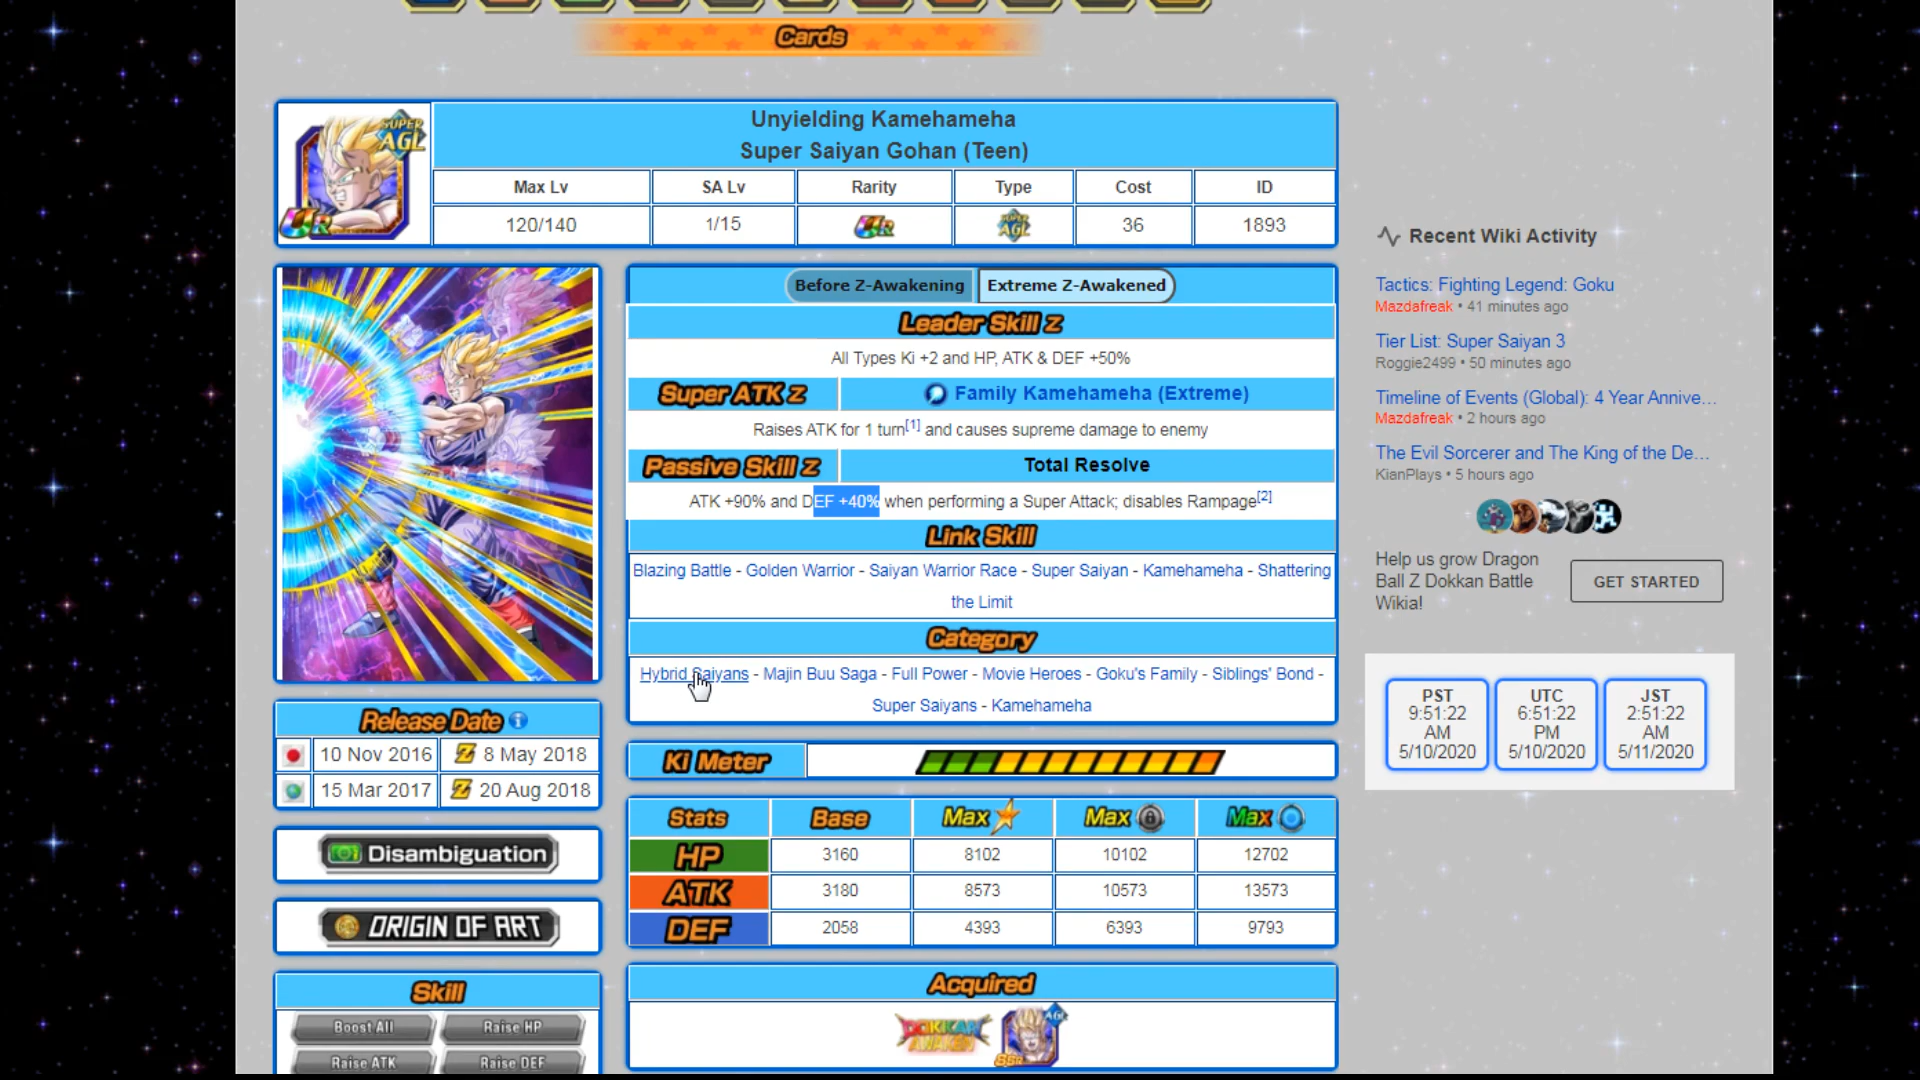 Cards
Unyielding Kamehameha
Super Saiyan Gohan (Teen)
SUPER AGL
UR
Max Lv SA Lv Rarity Type Cost ID
120/140 1/15 UR SUPER AGL 36 1893
Before Z-Awakening Extreme Z-Awakened
Leader Skill Z
All Types Ki +2 and HP, ATK & DEF +50%
Super ATK Z Family Kamehameha (Extreme)
Raises ATK for 1 turn[1] and causes supreme damage to enemy
Passive Skill Z Total Resolve
ATK +90% and DEF +40% when performing a Super Attack; disables Rampage[2]
Link Skill
Blazing Battle - Golden Warrior - Saiyan Warrior Race - Super Saiyan - Kamehameha - Shattering
the Limit
Category
Hybrid Saiyans - Majin Buu Saga - Full Power - Movie Heroes - Goku's Family - Siblings' Bond -
Super Saiyans - Kamehameha
Release Date
10 Nov 2016 Z 8 May 2018
15 Mar 2017 Z 20 Aug 2018
Disambiguation
ORIGIN OF ART
Skill
Boost All Raise HP
Raise ATK Raise DEF
Ki Meter
Stats Base Max Max Max
HP 3160 8102 10102 12702
ATK 3180 8573 10573 13573
DEF 2058 4393 6393 9793
Acquired
DOKKAN AWAKEN AGL SSR
Recent Wiki Activity
Tactics: Fighting Legend: Goku
Mazdafreak • 41 minutes ago
Tier List: Super Saiyan 3
Roggie2499 • 50 minutes ago
Timeline of Events (Global): 4 Year Annive...
Mazdafreak • 2 hours ago
The Evil Sorcerer and The King of the De...
KianPlays • 5 hours ago
Help us grow Dragon
Ball Z Dokkan Battle
Wikia!
GET STARTED
PST UTC JST
9:51:22 6:51:22 2:51:22
AM PM AM
5/10/2020 5/10/2020 5/11/2020